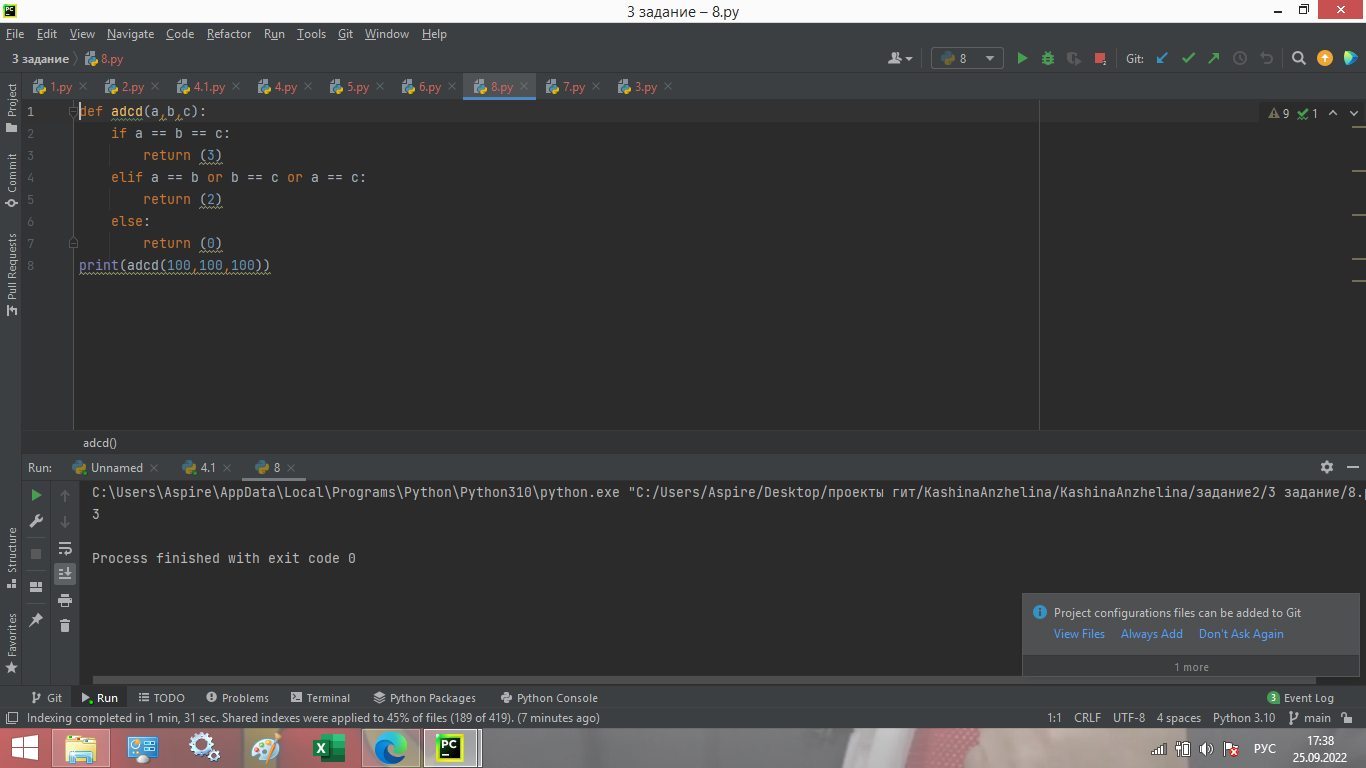 3 задание – 8.py
File Edit View Navigate Code Refactor Run Tools Git Window Help
3 задание 8.py 8 Git:
1.py 2.py 4.1.py 4.py 5.py 6.py 8.py 7.py 3.py
Project
Commit
Pull Requests
1 def adcd(a,b,c):
2 if a == b == c:
3 return (3)
4 elif a == b or b == c or a == c:
5 return (2)
6 else:
7 return (0)
8 print(adcd(100,100,100))
9 1
adcd()
Run: Unnamed 4.1 8
C:\Users\Aspire\AppData\Local\Programs\Python\Python310\python.exe "C:/Users/Aspire/Desktop/проекты гит/KashinaAnzhelina/KashinaAnzhelina/задание2/3 задание/8.p
3
Process finished with exit code 0
Structure
Favorites
Project configurations files can be added to Git
View Files Always Add Don't Ask Again
1 more
Git Run TODO Problems Terminal Python Packages Python Console 3 Event Log
Indexing completed in 1 min, 31 sec. Shared indexes were applied to 45% of files (189 of 419). (7 minutes ago) 1:1 CRLF UTF-8 4 spaces Python 3.10 main
PC
РУС
17:38
25.09.2022